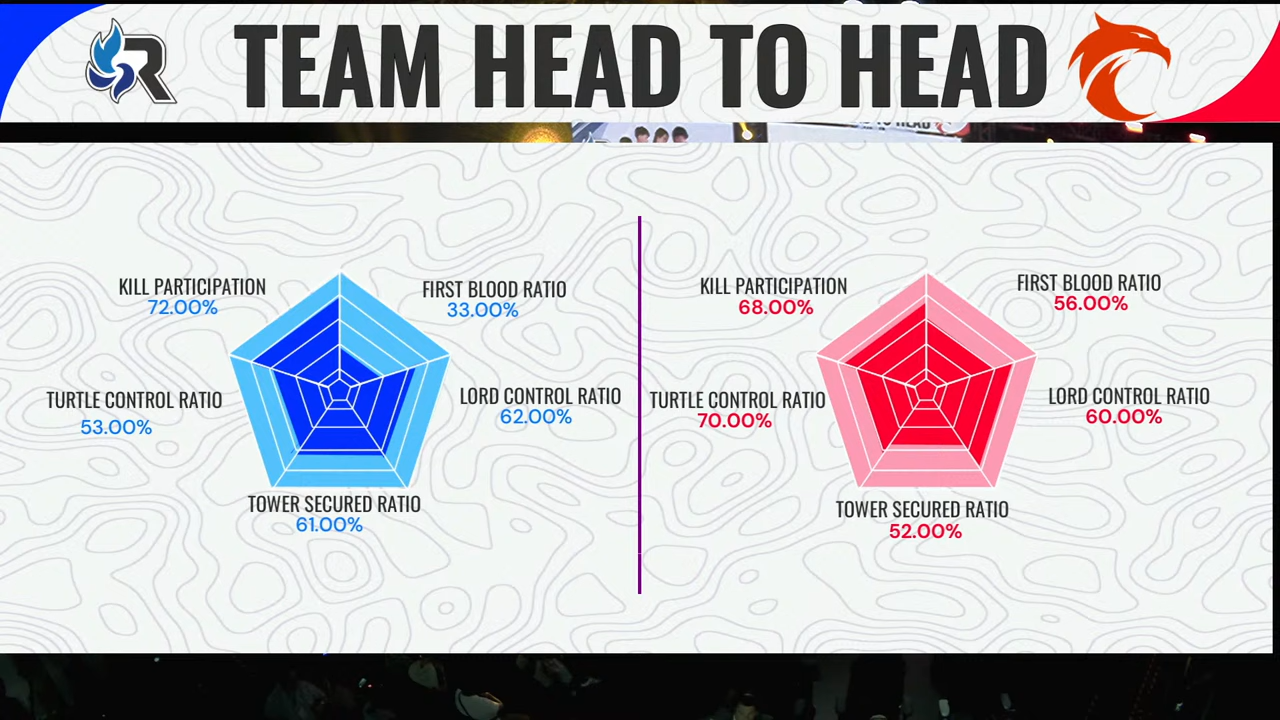 TEAM HEAD TO HEAD
KILL PARTICIPATION
72.00%
FIRST BLOOD RATIO
33.00%
TURTLE CONTROL RATIO
53.00%
LORD CONTROL RATIO
62.00%
TOWER SECURED RATIO
61.00%
KILL PARTICIPATION
68.00%
FIRST BLOOD RATIO
56.00%
TURTLE CONTROL RATIO
70.00%
LORD CONTROL RATIO
60.00%
TOWER SECURED RATIO
52.00%